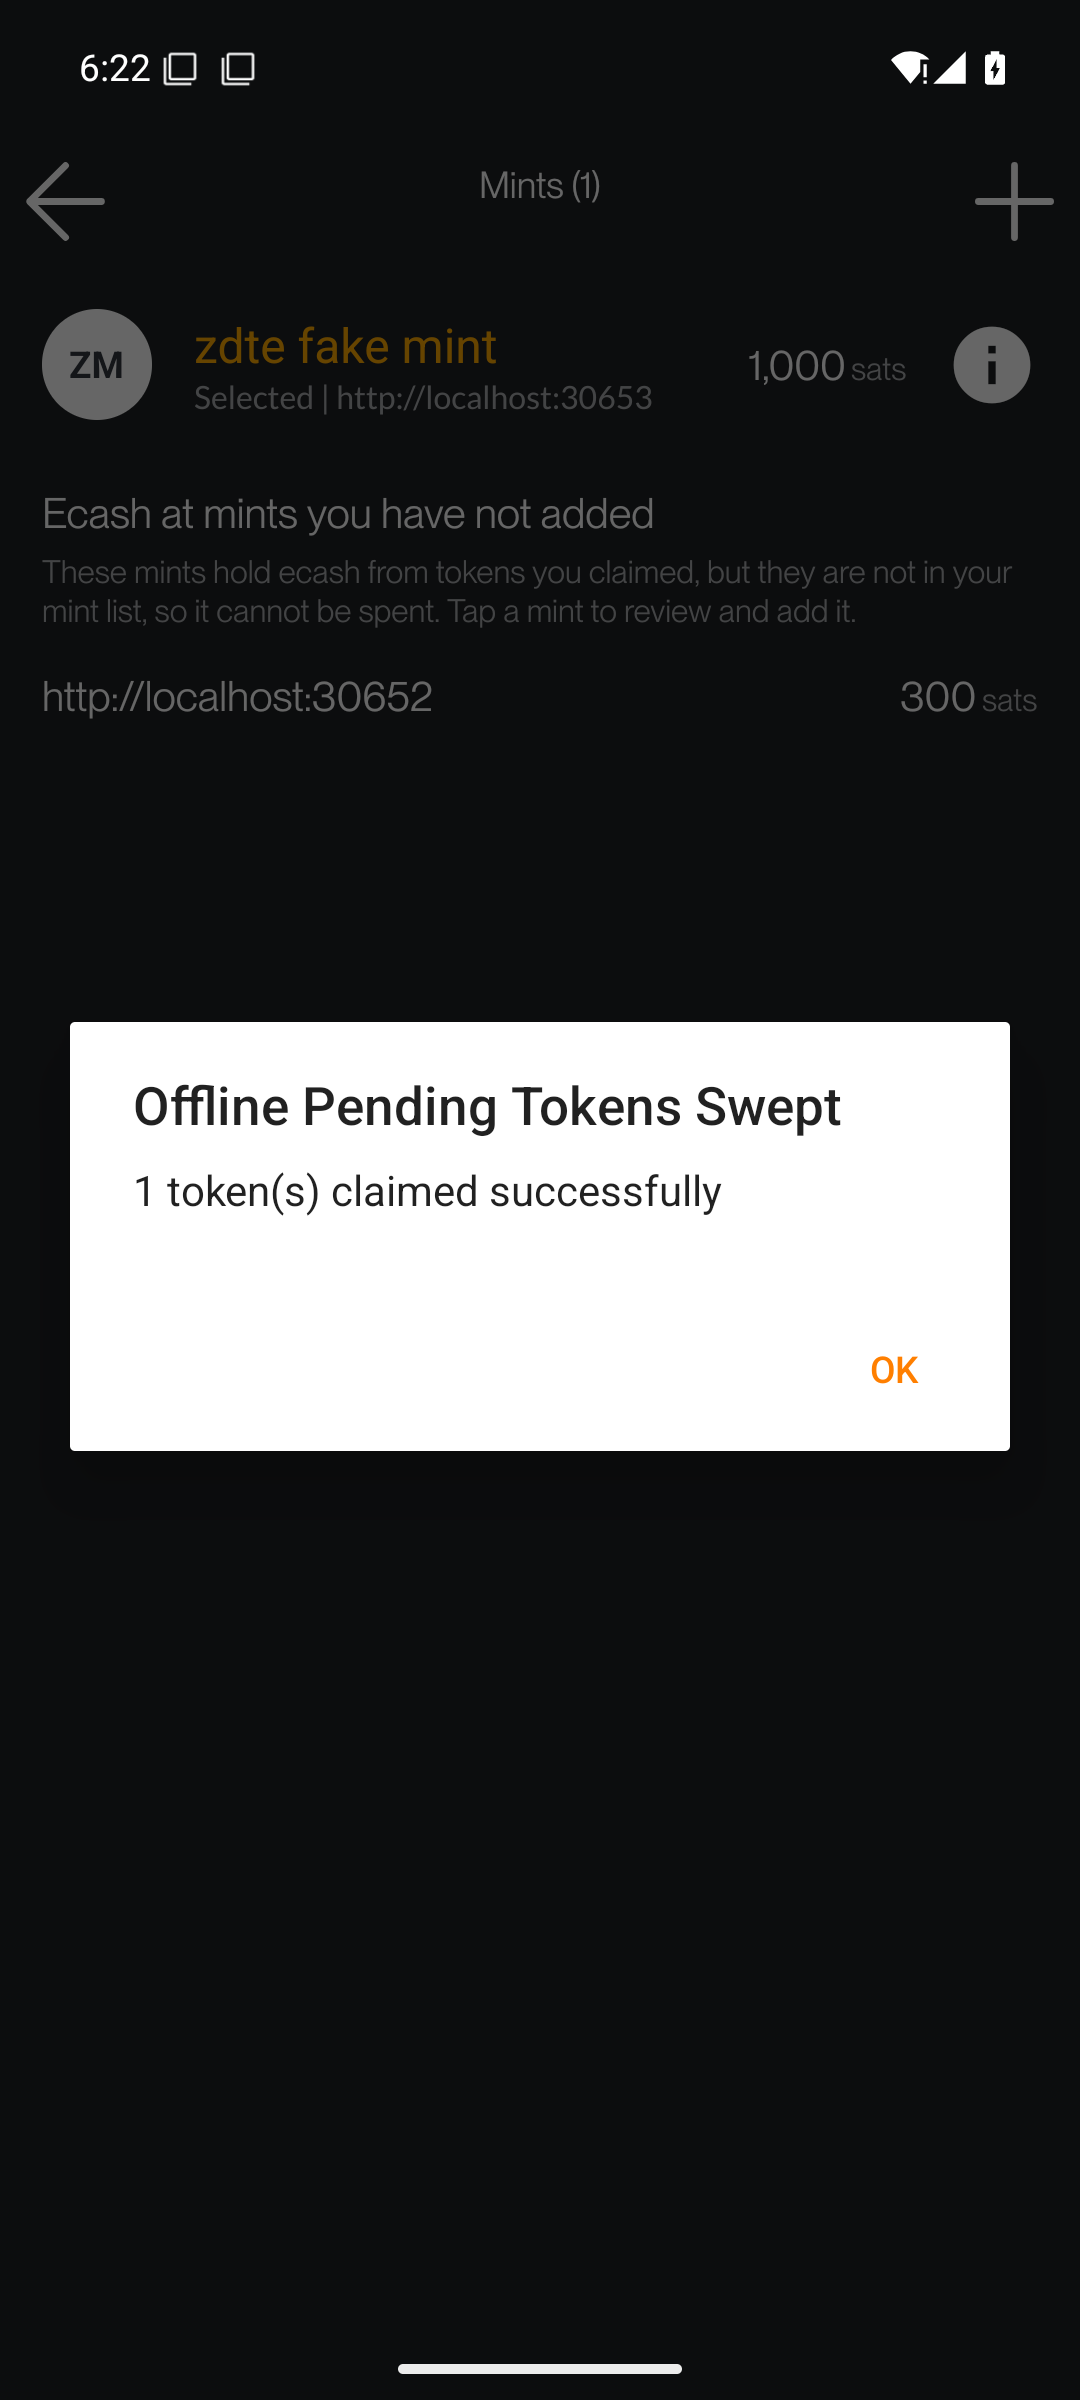 6:22
Mints (1)
ZM
zdte fake mint
1,000 sats
Selected | http://localhost:30653
Ecash at mints you have not added
These mints hold ecash from tokens you claimed, but they are not in your
mint list, so it cannot be spent. Tap a mint to review and add it.
http://localhost:30652
300 sats
Offline Pending Tokens Swept
1 token(s) claimed successfully
OK